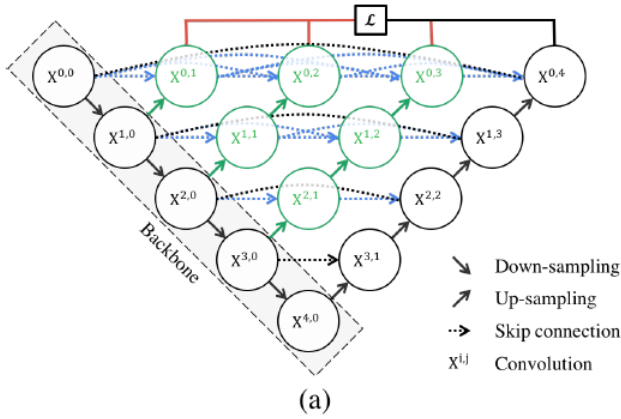 ℒ
X^{0,0} X^{0,1} X^{0,2} X^{0,3} X^{0,4}
X^{1,0} X^{1,1} X^{1,2} X^{1,3}
X^{2,0} X^{2,1} X^{2,2}
X^{3,0} X^{3,1}
X^{4,0}
Backbone
Down-sampling
Up-sampling
Skip connection
X^{i,j} Convolution
(a)